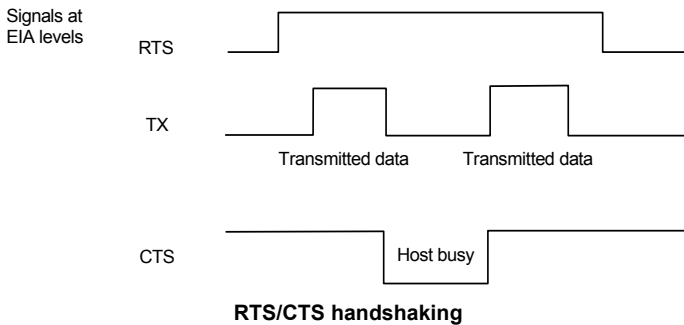 Signals at
EIA levels
RTS
TX
Transmitted data Transmitted data
CTS
Host busy
RTS/CTS handshaking